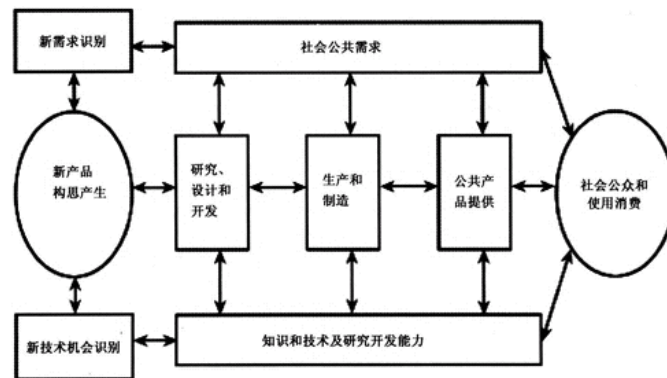 新需求识别
社会公共需求
新产品
构思产生
研究、
设计和
开发
生产和
制造
公共产
品提供
社会公众和
使用消费
新技术机会识别
知识和技术及研究开发能力